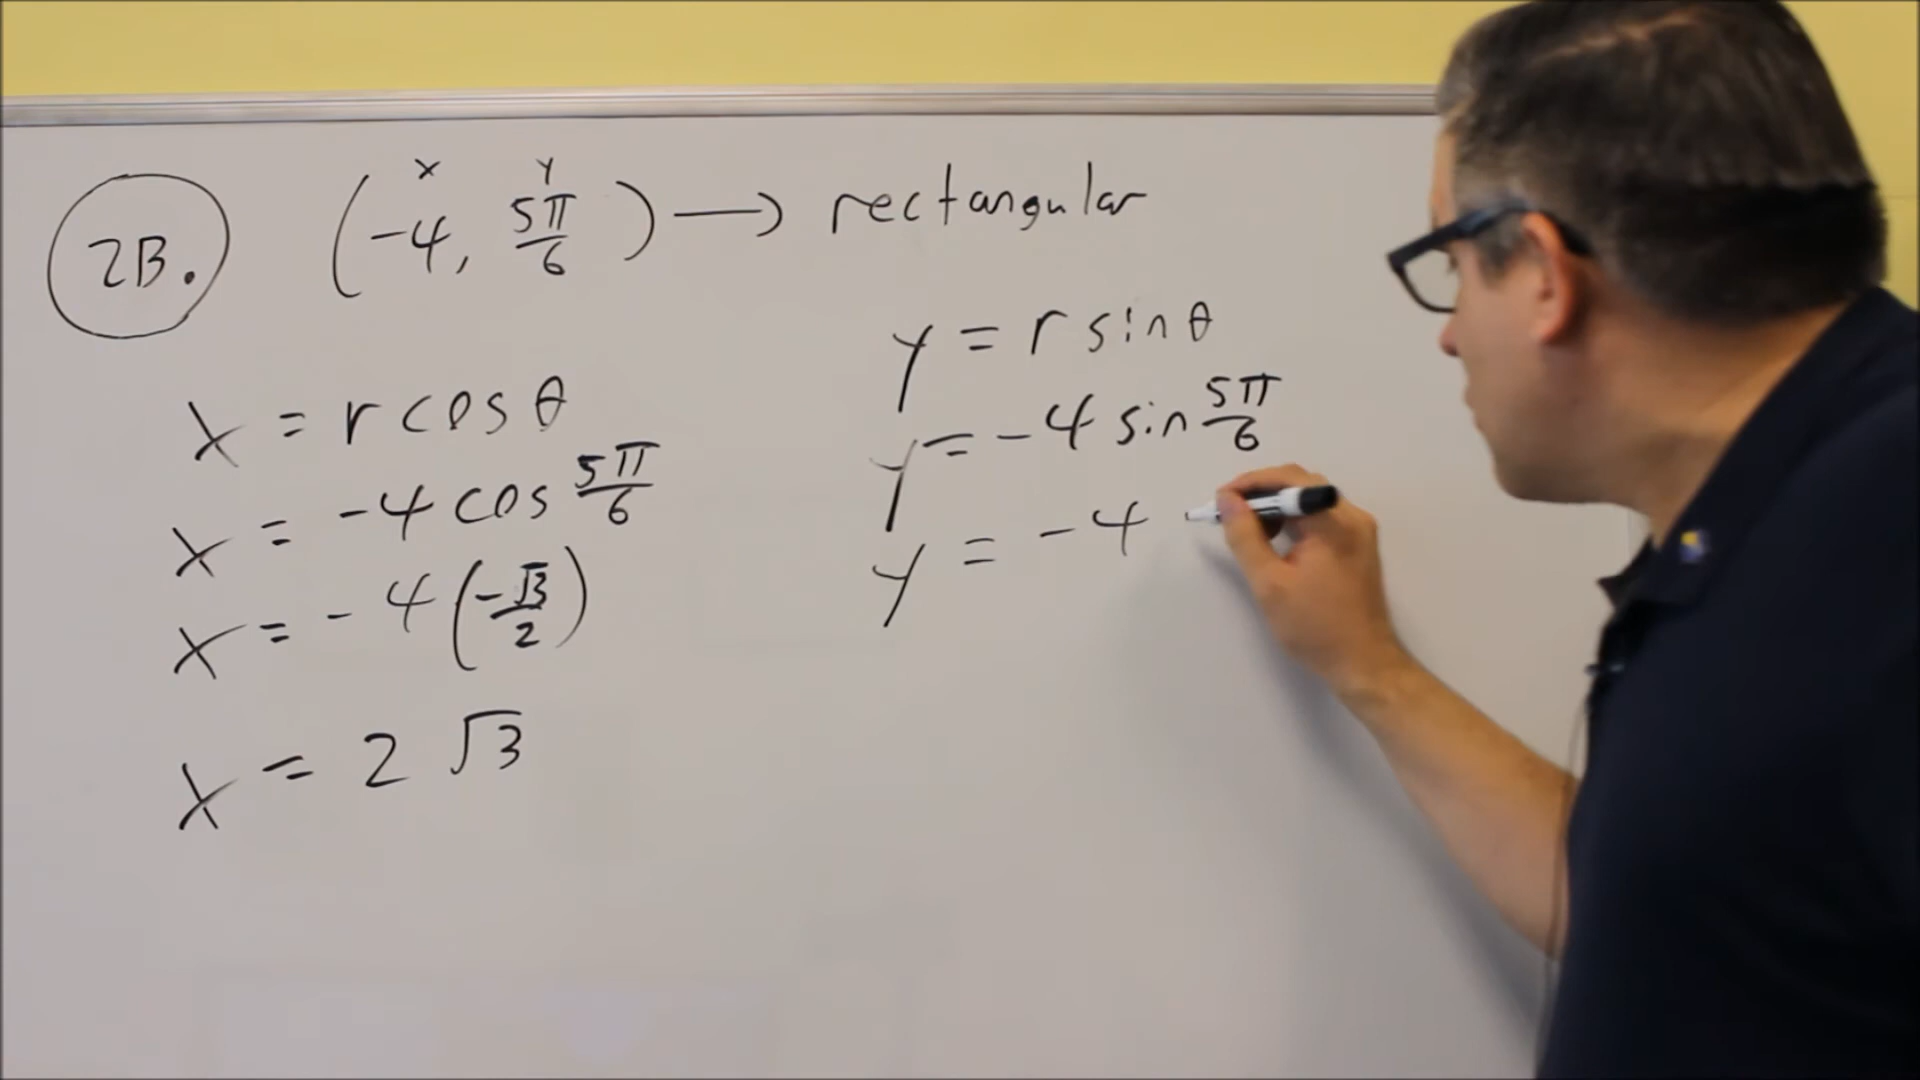 x y
2B. (-4, 5π/6) → rectangular
x = r cos θ
x = -4 cos 5π/6
x = -4 (-√3/2)
x = 2 √3
y = r sin θ
y = -4 sin 5π/6
y = -4